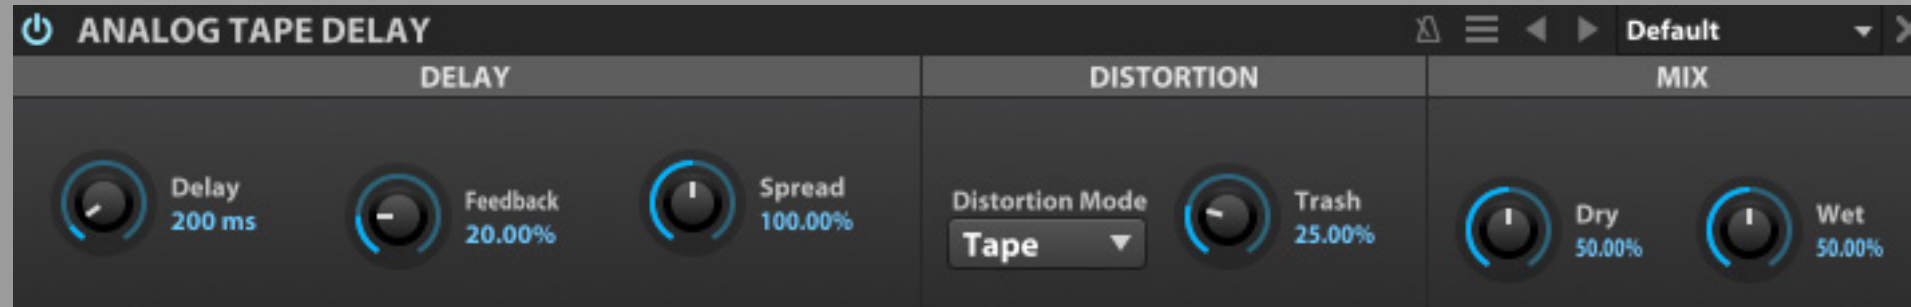 ANALOG TAPE DELAY
Default
DELAY
DISTORTION
MIX
Delay
200 ms
Feedback
20.00%
Spread
100.00%
Distortion Mode
Tape
Trash
25.00%
Dry
50.00%
Wet
50.00%